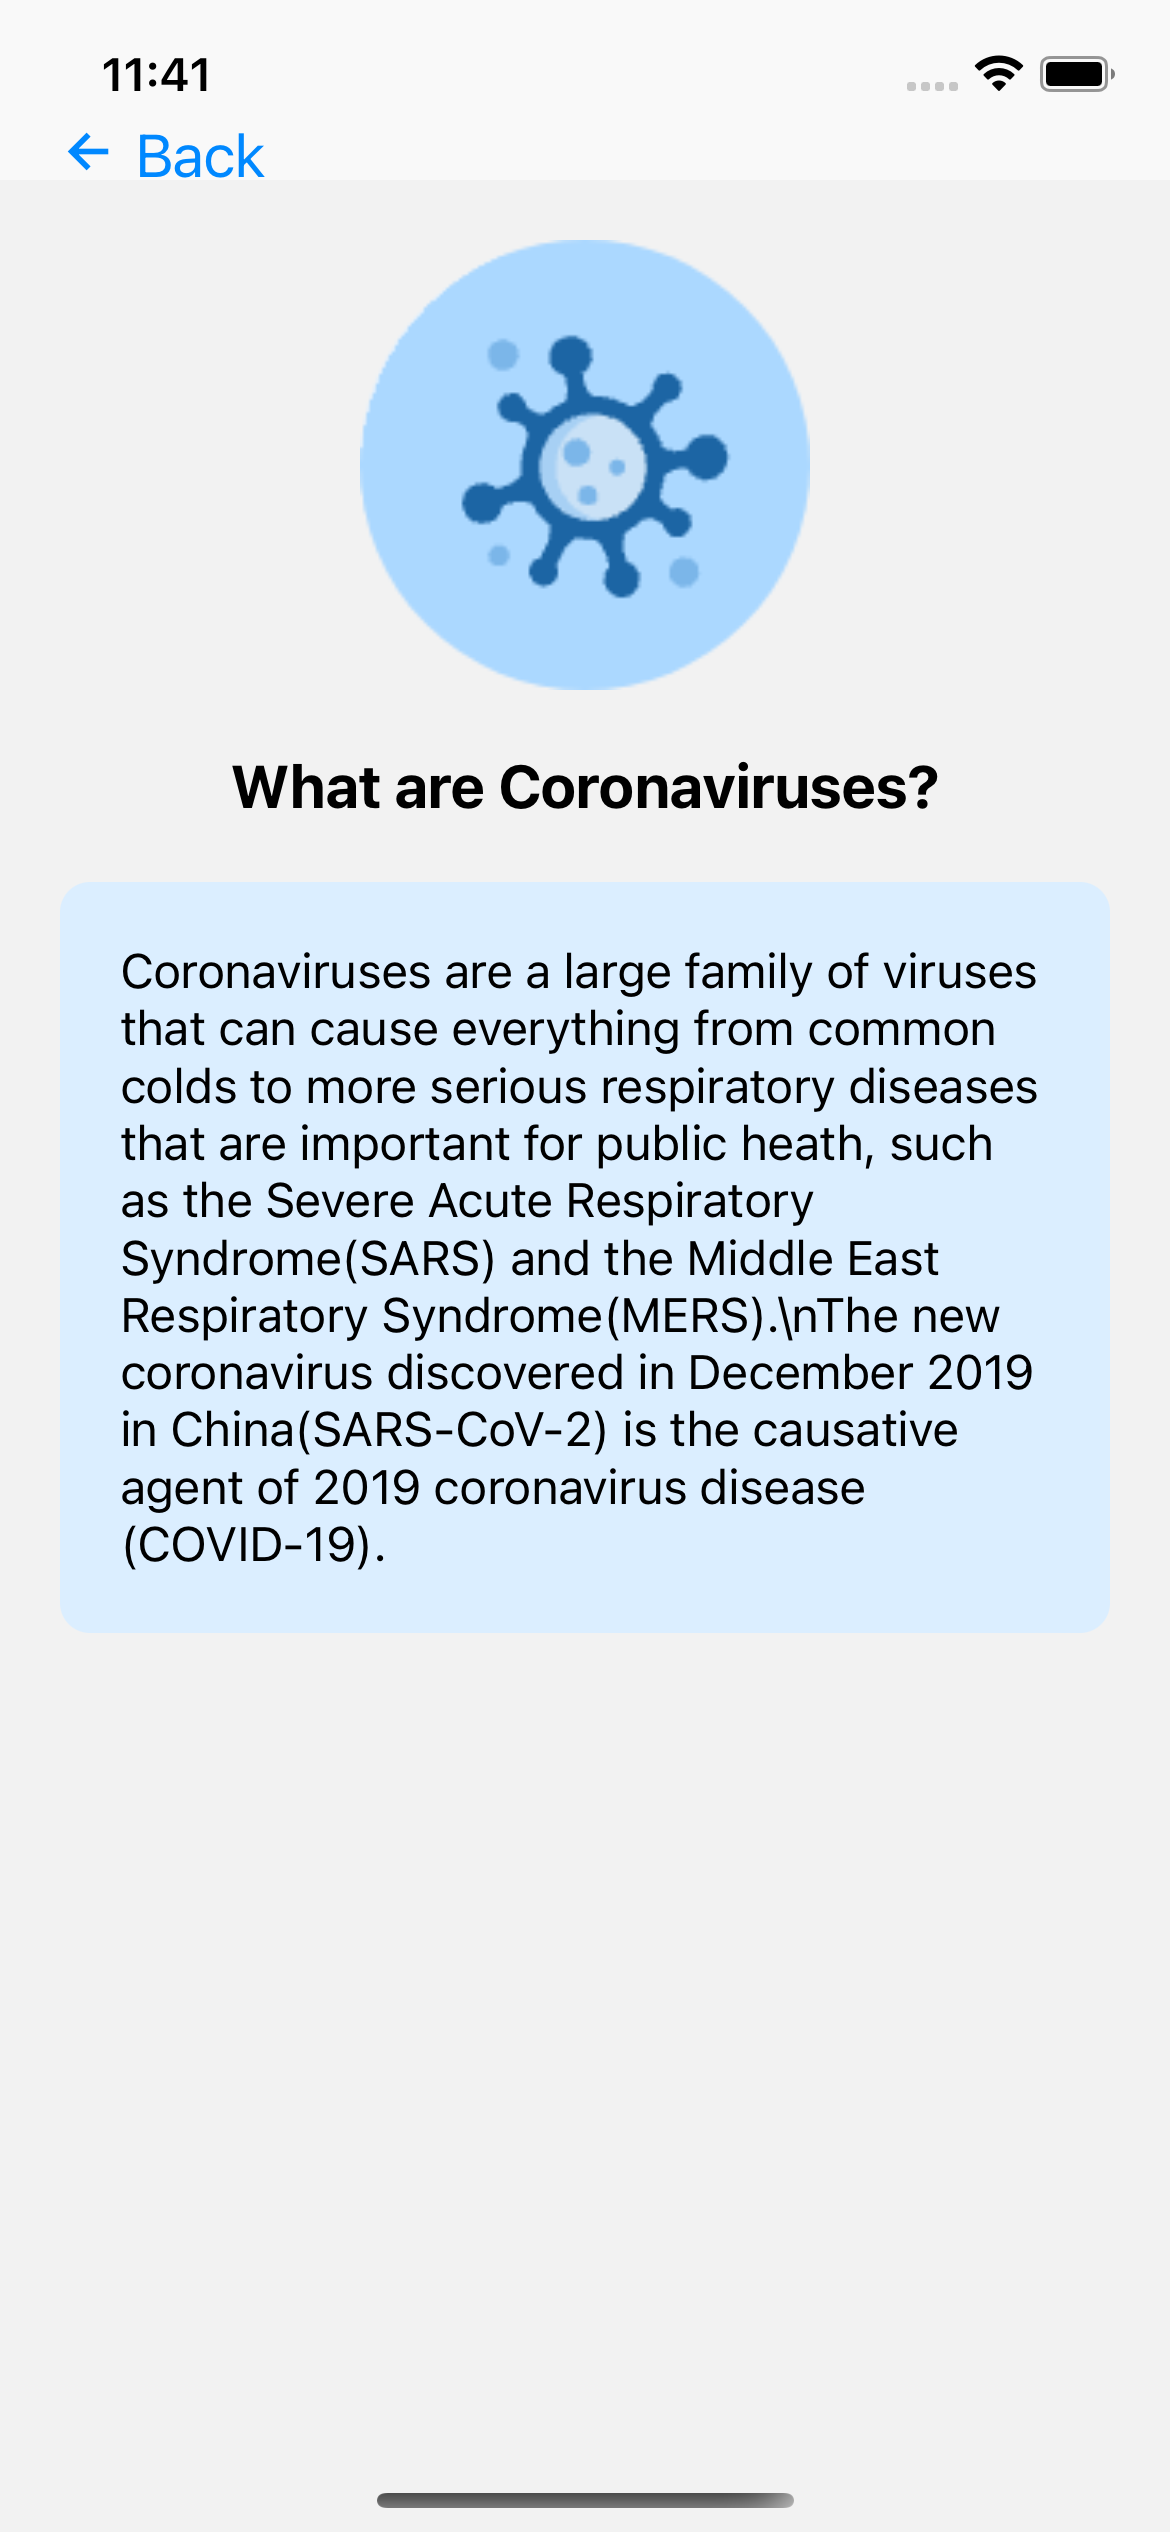 11:41
← Back
What are Coronaviruses?
Coronaviruses are a large family of viruses
that can cause everything from common
colds to more serious respiratory diseases
that are important for public heath, such
as the Severe Acute Respiratory
Syndrome(SARS) and the Middle East
Respiratory Syndrome(MERS).\nThe new
coronavirus discovered in December 2019
in China(SARS-CoV-2) is the causative
agent of 2019 coronavirus disease
(COVID-19).